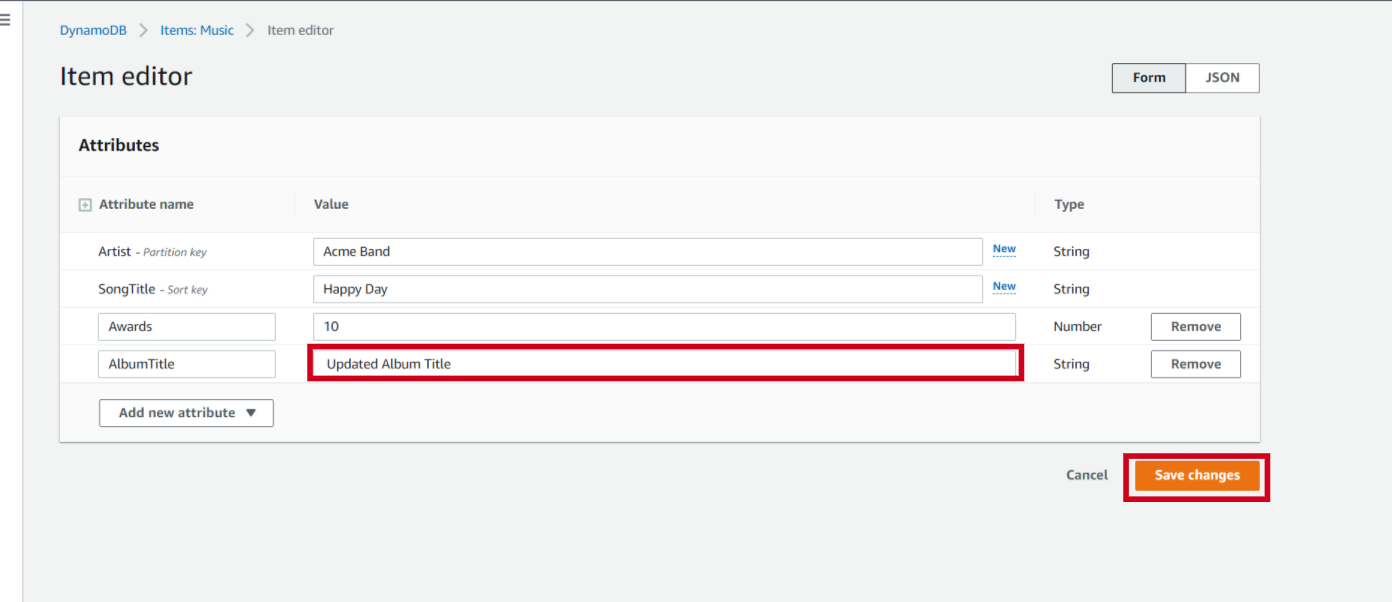 DynamoDB > Items: Music > Item editor
Item editor
Form JSON
Attributes
Attribute name Value Type
Artist - Partition key Acme Band New String
SongTitle - Sort key Happy Day New String
Awards 10 Number Remove
AlbumTitle Updated Album Title String Remove
Add new attribute ▼
Cancel Save changes